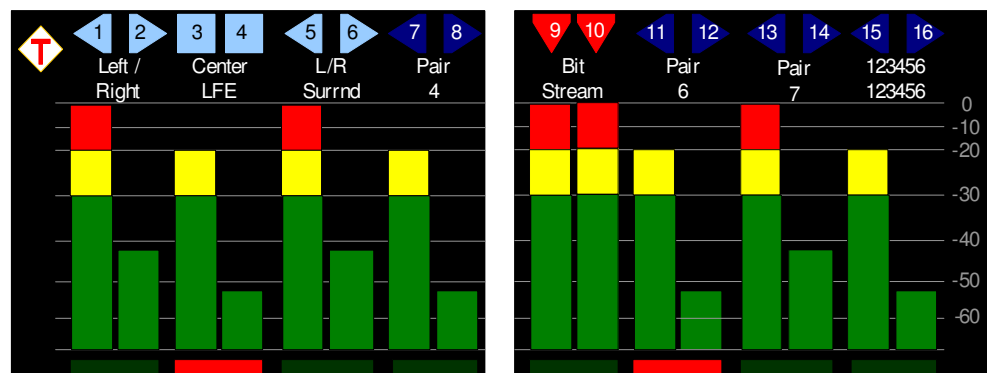 T 1 2 3 4 5 6 7 8 9 10 11 12 13 14 15 16
Left / Center L/R Pair Bit Pair Pair 123456
Right LFE Surrnd 4 Stream 6 7 123456
0
-10
-20
-30
-40
-50
-60